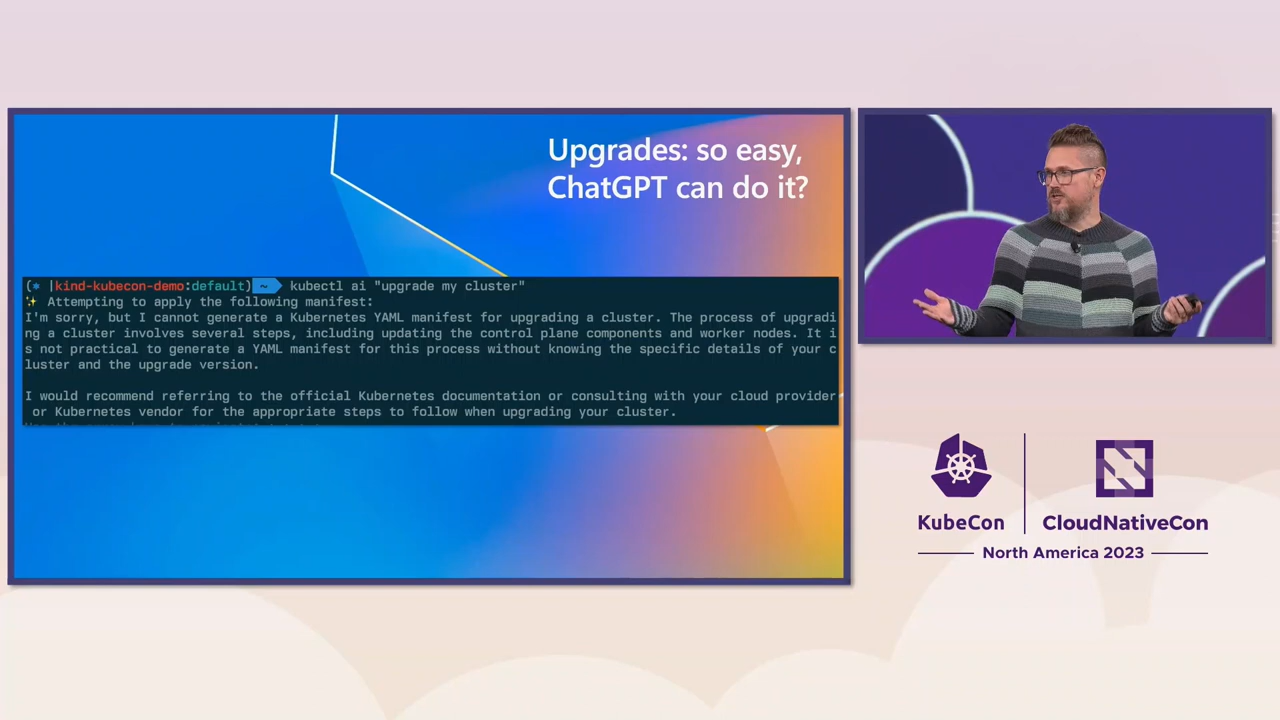 Upgrades: so easy,
ChatGPT can do it?
(⎈ |kind-kubecon-demo:default) ~ kubectl ai "upgrade my cluster"
✨ Attempting to apply the following manifest:
I'm sorry, but I cannot generate a Kubernetes YAML manifest for upgrading a cluster. The process of upgradi
ng a cluster involves several steps, including updating the control plane components and worker nodes. It i
s not practical to generate a YAML manifest for this process without knowing the specific details of your c
luster and the upgrade version.
I would recommend referring to the official Kubernetes documentation or consulting with your cloud provider
or Kubernetes vendor for the appropriate steps to follow when upgrading your cluster.
KubeCon
CloudNativeCon
North America 2023